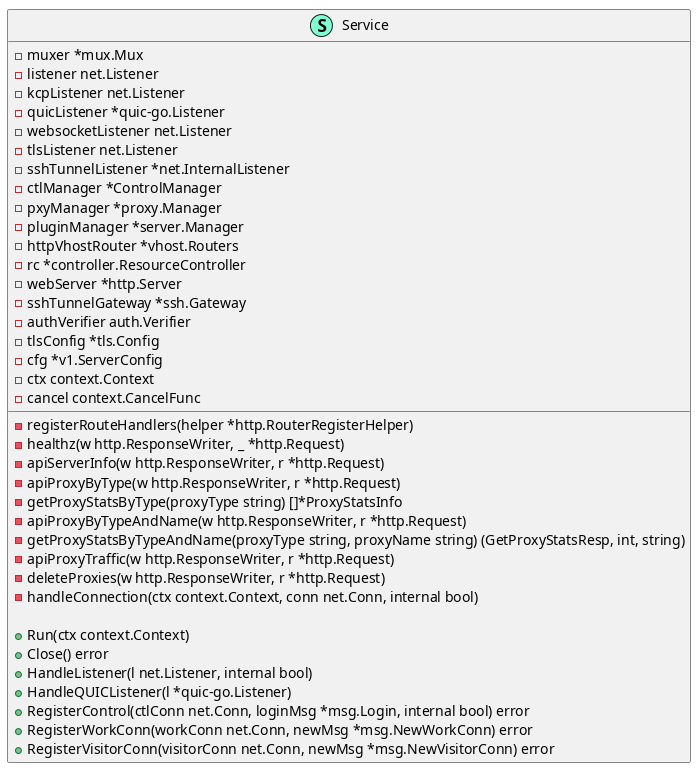 S Service
muxer *mux.Mux
listener net.Listener
kcpListener net.Listener
quicListener *quic-go.Listener
websocketListener net.Listener
tlsListener net.Listener
sshTunnelListener *net.InternalListener
ctlManager *ControlManager
pxyManager *proxy.Manager
pluginManager *server.Manager
httpVhostRouter *vhost.Routers
rc *controller.ResourceController
webServer *http.Server
sshTunnelGateway *ssh.Gateway
authVerifier auth.Verifier
tlsConfig *tls.Config
cfg *v1.ServerConfig
ctx context.Context
cancel context.CancelFunc
registerRouteHandlers(helper *http.RouterRegisterHelper)
healthz(w http.ResponseWriter, _ *http.Request)
apiServerInfo(w http.ResponseWriter, r *http.Request)
apiProxyByType(w http.ResponseWriter, r *http.Request)
getProxyStatsByType(proxyType string) []*ProxyStatsInfo
apiProxyByTypeAndName(w http.ResponseWriter, r *http.Request)
getProxyStatsByTypeAndName(proxyType string, proxyName string) (GetProxyStatsResp, int, string)
apiProxyTraffic(w http.ResponseWriter, r *http.Request)
deleteProxies(w http.ResponseWriter, r *http.Request)
handleConnection(ctx context.Context, conn net.Conn, internal bool)
Run(ctx context.Context)
Close() error
HandleListener(l net.Listener, internal bool)
HandleQUICListener(l *quic-go.Listener)
RegisterControl(ctlConn net.Conn, loginMsg *msg.Login, internal bool) error
RegisterWorkConn(workConn net.Conn, newMsg *msg.NewWorkConn) error
RegisterVisitorConn(visitorConn net.Conn, newMsg *msg.NewVisitorConn) error